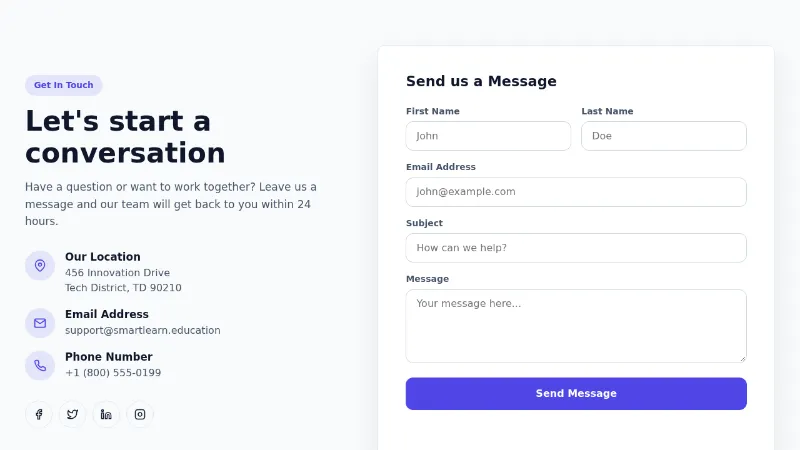 Get In Touch
Let's start a
conversation
Have a question or want to work together? Leave us a
message and our team will get back to you within 24
hours.
Our Location
456 Innovation Drive
Tech District, TD 90210
Email Address
support@smartlearn.education
Phone Number
+1 (800) 555-0199
Send us a Message
First Name
John
Last Name
Doe
Email Address
john@example.com
Subject
How can we help?
Message
Your message here...
Send Message